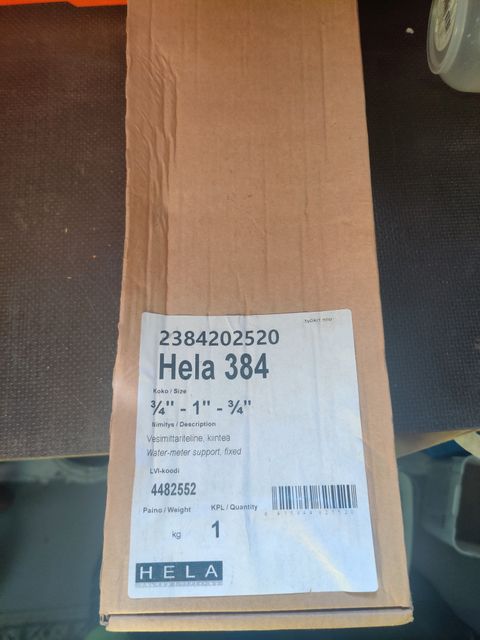 2384202520
Hela 384
Koko / Size
¾" - 1" - ¾"
Nimitys / Description
Vesimittariteline, kiinteä
Water-meter support, fixed
LVI-koodi
4482552
Paino / Weight KPL / Quantity
kg 1
HELA